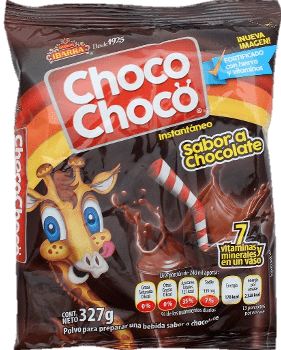 IBARRA
Desde 1925
¡NUEVA
IMAGEN!
FORTIFICADO
con hierro
y vitaminas
Choco
Choco
®
Instantáneo
Sabor a
Chocolate
ChocoChoco
7
vitaminas y
minerales
en un vaso
CONT.
NETO 327g
Polvo para preparar una bebida sabor a chocolate